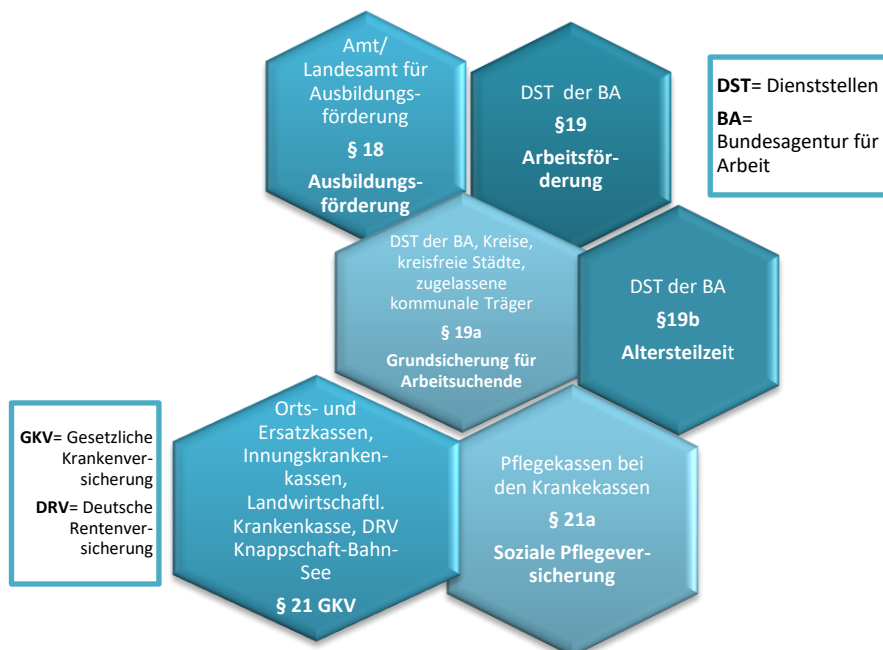 Amt/
Landesamt für
Ausbildungs-
förderung
§ 18
Ausbildungs-
förderung
DST der BA
§19
Arbeitsför-
derung
DST= Dienststellen
BA=
Bundesagentur für
Arbeit
DST der BA, Kreise,
kreisfreie Städte,
zugelassene
kommunale Träger
§ 19a
Grundsicherung für
Arbeitsuchende
DST der BA
§19b
Altersteilzeit
GKV= Gesetzliche
Krankenver-
sicherung
DRV= Deutsche
Rentenver-
sicherung
Orts- und
Ersatzkassen,
Innungskranken-
kassen,
Landwirtschaftl.
Krankenkasse, DRV
Knappschaft-Bahn-
See
§ 21 GKV
Pflegekassen bei
den Krankekassen
§ 21a
Soziale Pflegever-
sicherung